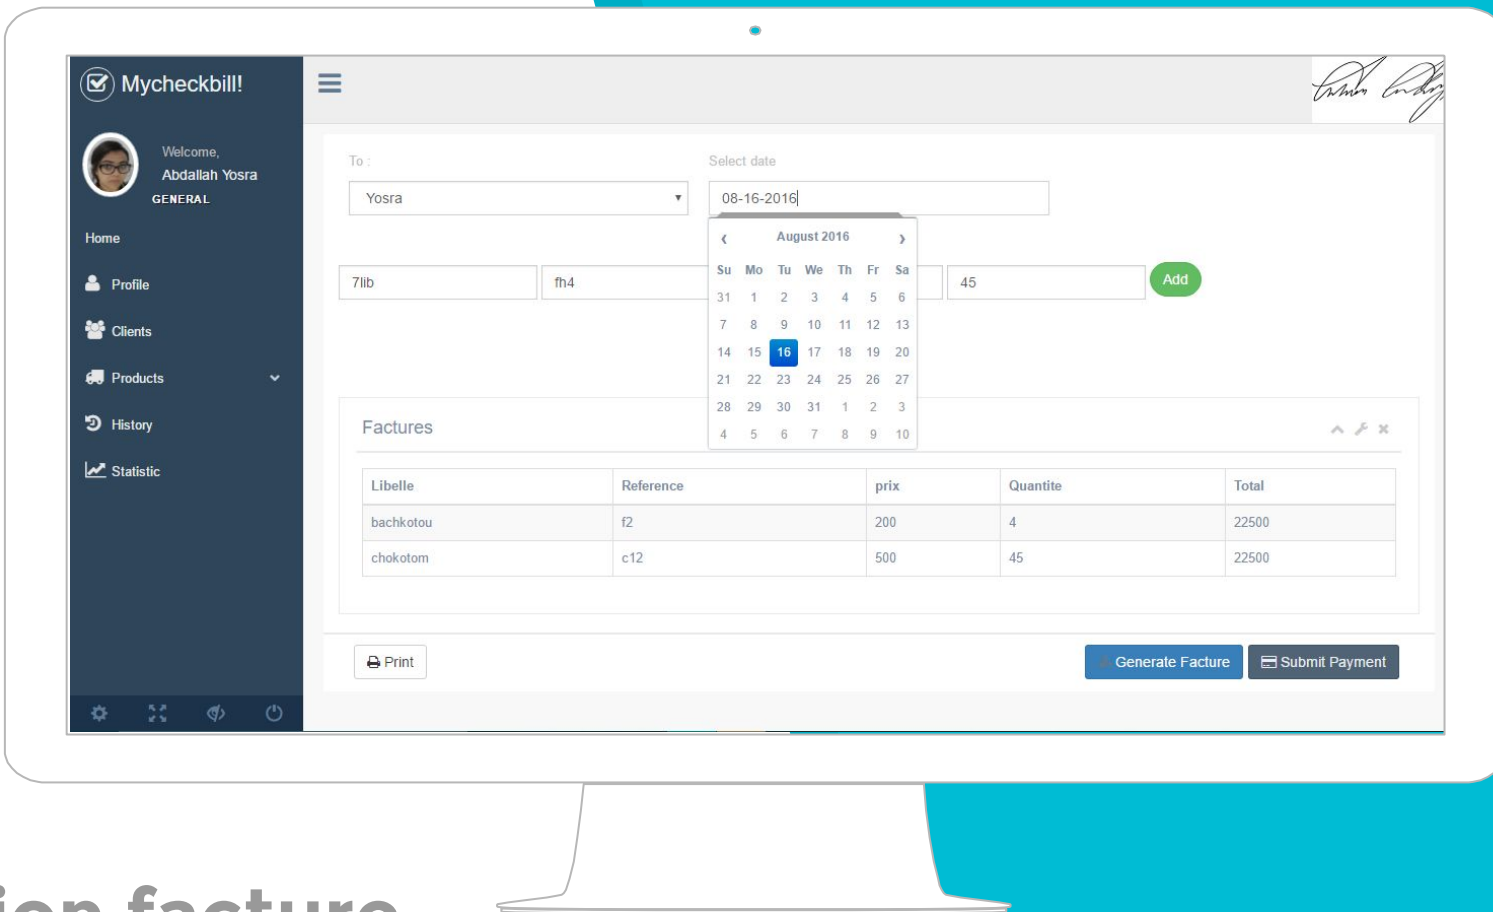 Mycheckbill!
Welcome,
Abdallah Yosra
GENERAL
Home
Profile
Clients
Products
History
Statistic
To :
Select date
Yosra
08-16-2016
August 2016
Su Mo Tu We Th Fr Sa
31 1 2 3 4 5 6
7 8 9 10 11 12 13
14 15 16 17 18 19 20
21 22 23 24 25 26 27
28 29 30 31 1 2 3
4 5 6 7 8 9 10
7lib fh4 45 Add
Factures
Libelle Reference prix Quantite Total
bachkotou f2 200 4 22500
chokotom c12 500 45 22500
Print Generate Facture Submit Payment
ion facture